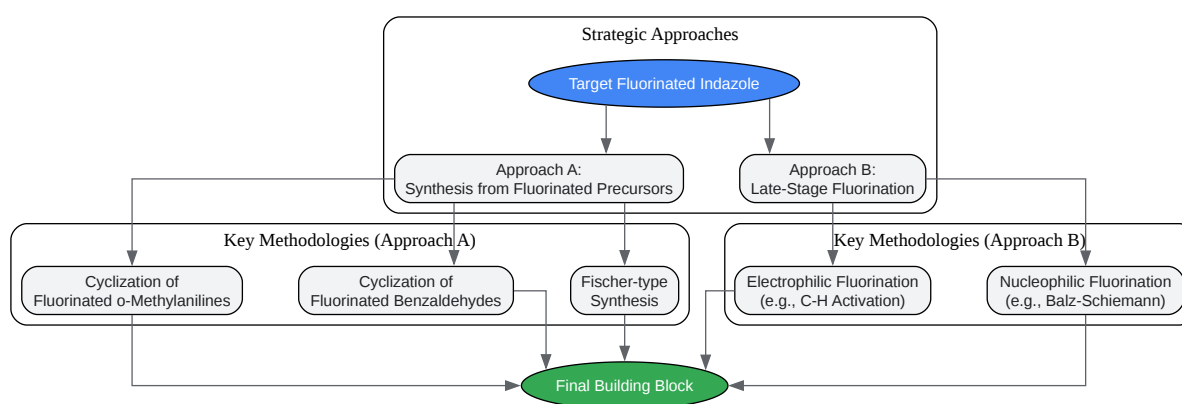 Strategic Approaches
Target Fluorinated Indazole
Approach A:
Synthesis from Fluorinated Precursors
Approach B:
Late-Stage Fluorination
Key Methodologies (Approach A)
Cyclization of
Fluorinated o-Methylanilines
Cyclization of
Fluorinated Benzaldehydes
Fischer-type
Synthesis
Key Methodologies (Approach B)
Electrophilic Fluorination
(e.g., C-H Activation)
Nucleophilic Fluorination
(e.g., Balz-Schiemann)
Final Building Block